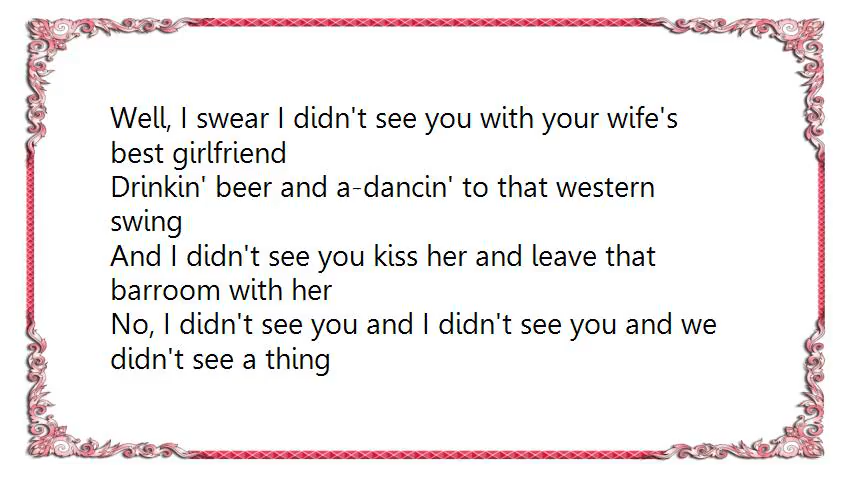 Well, I swear I didn't see you with your wife's
best girlfriend
Drinkin' beer and a-dancin' to that western
swing
And I didn't see you kiss her and leave that
barroom with her
No, I didn't see you and I didn't see you and we
didn't see a thing